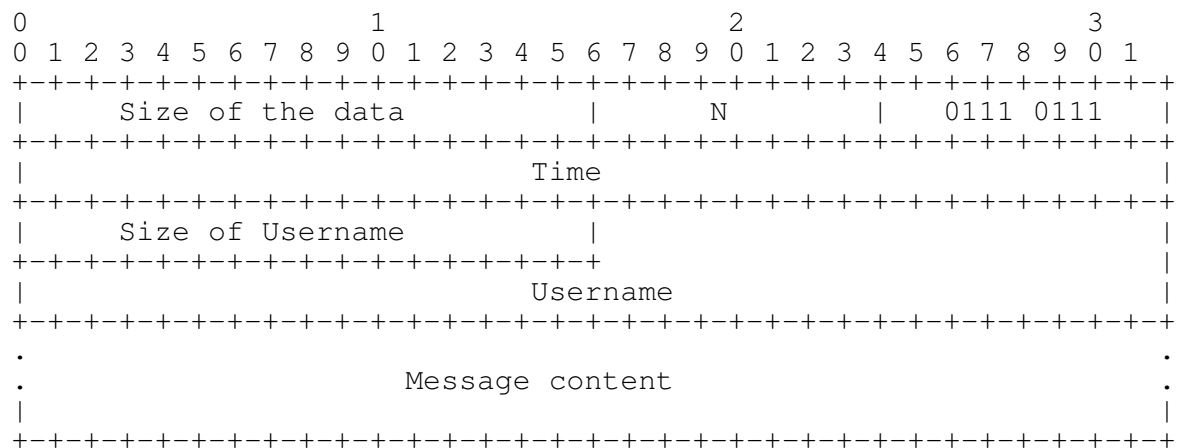 0                   1                   2                   3
0 1 2 3 4 5 6 7 8 9 0 1 2 3 4 5 6 7 8 9 0 1 2 3 4 5 6 7 8 9 0 1
+-+-+-+-+-+-+-+-+-+-+-+-+-+-+-+-+-+-+-+-+-+-+-+-+-+-+-+-+-+-+-+-+
|     Size of the data          |      N        |   0111 0111   |
+-+-+-+-+-+-+-+-+-+-+-+-+-+-+-+-+-+-+-+-+-+-+-+-+-+-+-+-+-+-+-+-+
|                            Time                               |
+-+-+-+-+-+-+-+-+-+-+-+-+-+-+-+-+-+-+-+-+-+-+-+-+-+-+-+-+-+-+-+-+
|     Size of Username          |                               |
+-+-+-+-+-+-+-+-+-+-+-+-+-+-+-+-+                               |
|                            Username                           |
+-+-+-+-+-+-+-+-+-+-+-+-+-+-+-+-+-+-+-+-+-+-+-+-+-+-+-+-+-+-+-+-+
.                                                               .
.                     Message content                           .
|                                                               |
+-+-+-+-+-+-+-+-+-+-+-+-+-+-+-+-+-+-+-+-+-+-+-+-+-+-+-+-+-+-+-+-+